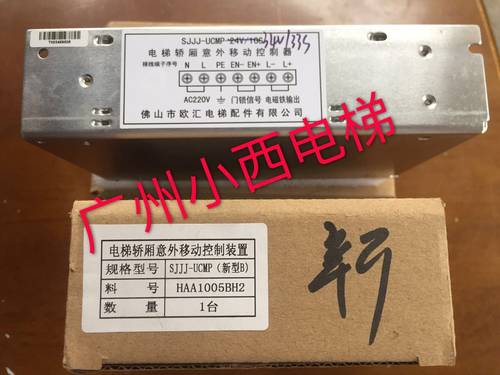 SJJJ-UCMP-24V/10S
34V/33S
电梯轿厢意外移动控制器
接线端子序号 N L PE EN- EN+ L- L+
AC220V 门锁信号 电磁铁输出
佛山市欧汇电梯配件有限公司
广州小西电梯
电梯轿厢意外移动控制装置
规格型号 SJJJ-UCMP(新型B)
料号 HAA1005BH2
数量 1台
新